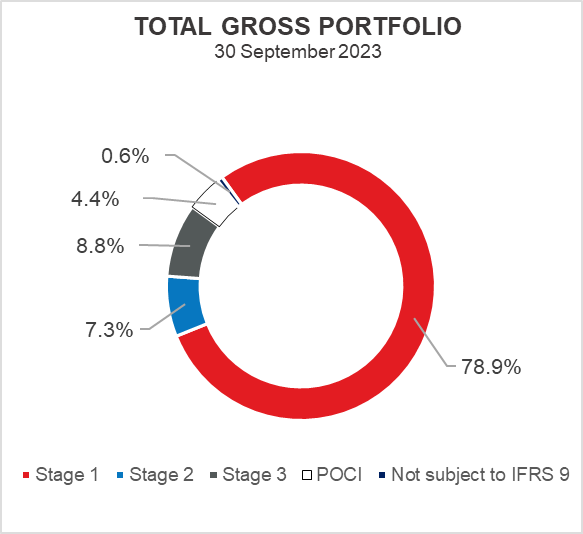 TOTAL GROSS PORTFOLIO
30 September 2023
0.6%
4.4%
8.8%
7.3%
78.9%
Stage 1 Stage 2 Stage 3 POCI Not subject to IFRS 9